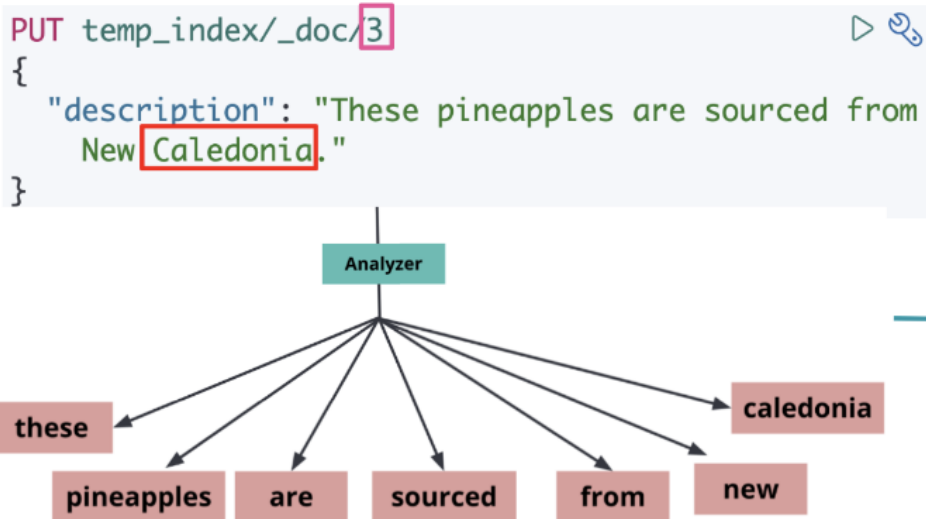 PUT temp_index/_doc/3
{
"description": "These pineapples are sourced from
New Caledonia."
}
Analyzer
these
pineapples
are
sourced
from
new
caledonia